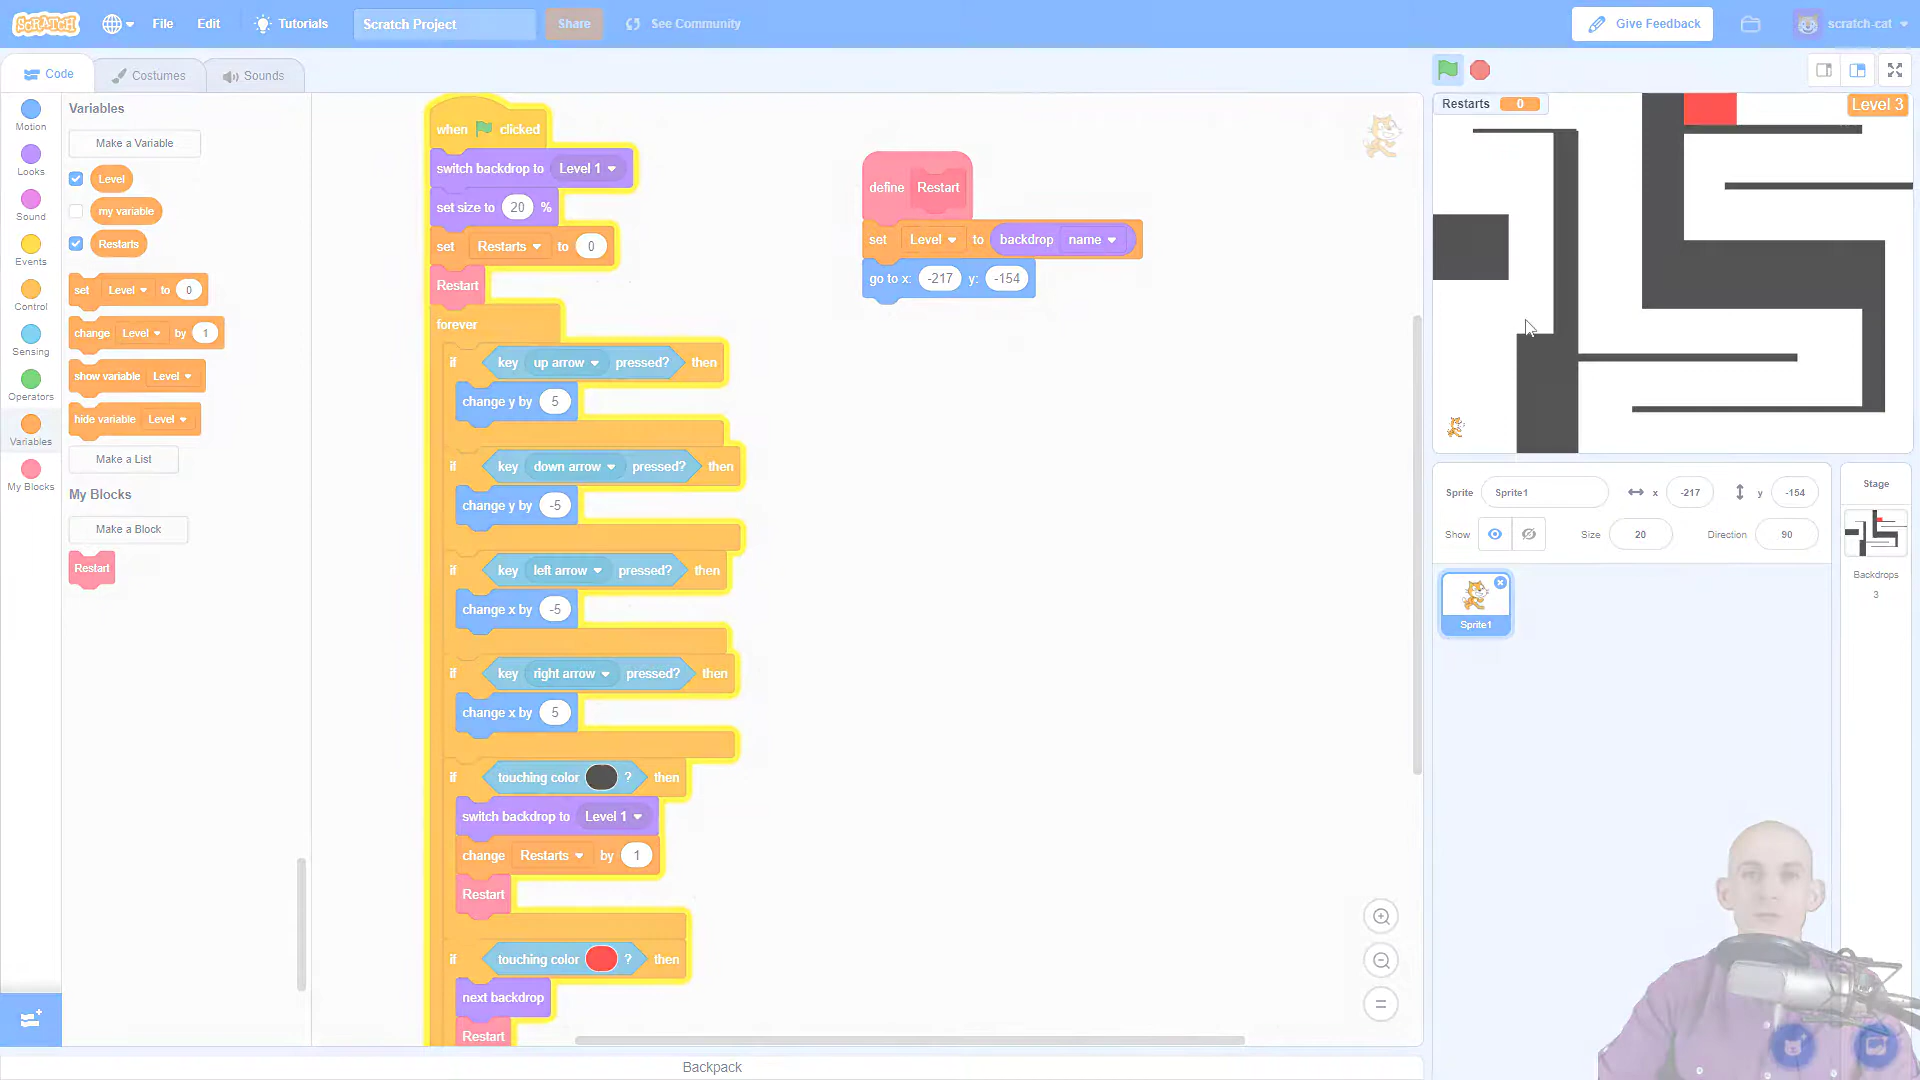 SCRATCH
File
Edit
Tutorials
Scratch Project
Share
See Community
Give Feedback
scratch-cat
Code
Costumes
Sounds
Motion
Looks
Sound
Events
Control
Sensing
Operators
Variables
My Blocks
Variables
Make a Variable
Level
my variable
Restarts
set Level to 0
change Level by 1
show variable Level
hide variable Level
Make a List
My Blocks
Make a Block
Restart
when clicked
switch backdrop to Level 1
set size to 20 %
set Restarts to 0
Restart
forever
if key up arrow pressed? then
change y by 5
if key down arrow pressed? then
change y by -5
if key left arrow pressed? then
change x by -5
if key right arrow pressed? then
change x by 5
if touching color ? then
switch backdrop to Level 1
change Restarts by 1
Restart
if touching color ? then
next backdrop
Restart
define Restart
set Level to backdrop name
go to x: -217 y: -154
Restarts 0
Level 3
Sprite Sprite1 x -217 y -154
Show Size 20 Direction 90
Sprite1
Stage
Backdrops
3
Backpack